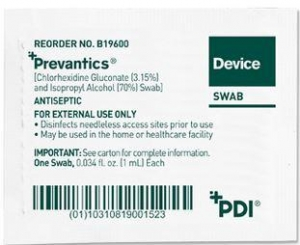 REORDER NO. B19600
Prevantics®
[Chlorhexidine Gluconate (3.15%)
and Isopropyl Alcohol (70%) Swab]
ANTISEPTIC
FOR EXTERNAL USE ONLY
• Disinfects needleless access sites prior to use
• May be used in the home or healthcare facility
IMPORTANT: See carton for complete information.
One Swab, 0.034 fl. oz. (1 mL) Each
(01)10310819001523
Device
SWAB
PDI®